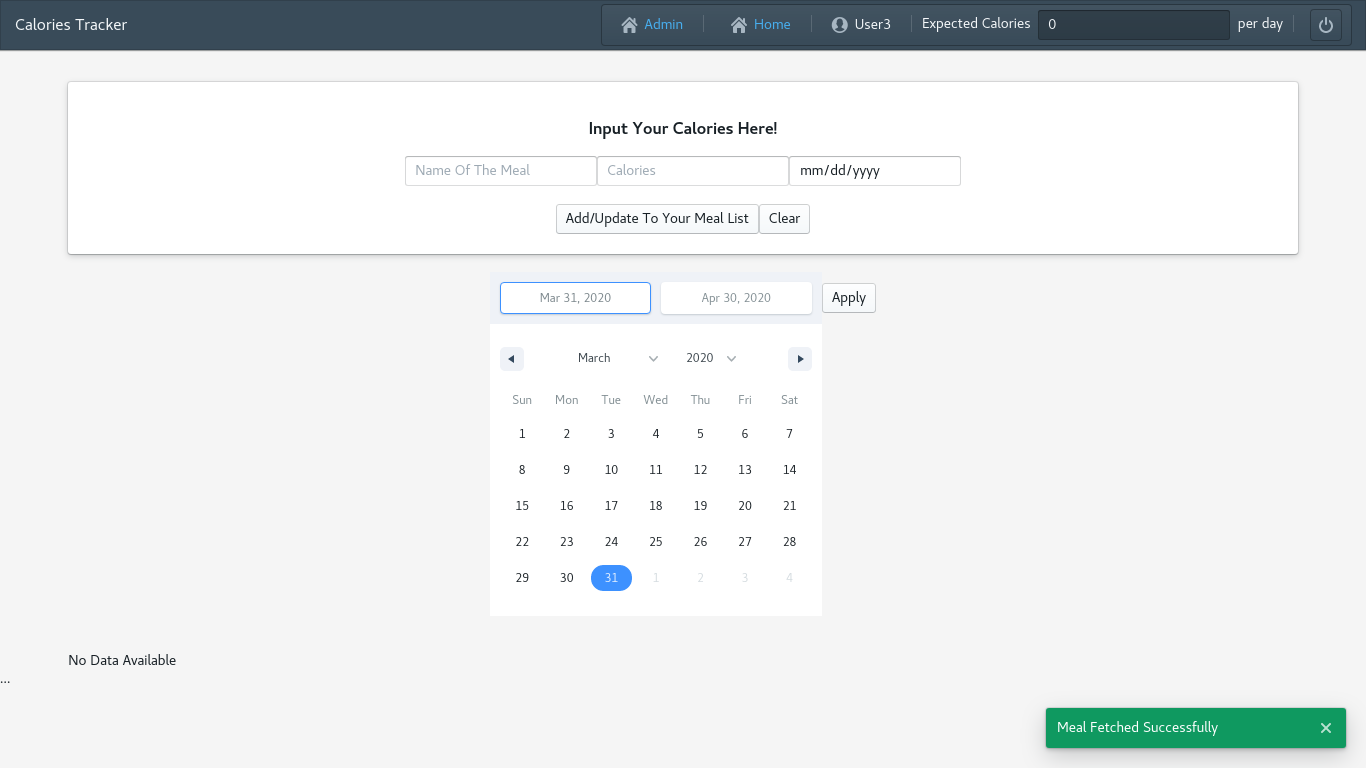 Calories Tracker Admin Home User3 Expected Calories 0 per day
Input Your Calories Here!
Name Of The Meal Calories mm/dd/yyyy
Add/Update To Your Meal List Clear
Mar 31, 2020 Apr 30, 2020 Apply
March 2020
Sun Mon Tue Wed Thu Fri Sat
1 2 3 4 5 6 7
8 9 10 11 12 13 14
15 16 17 18 19 20 21
22 23 24 25 26 27 28
29 30 31 1 2 3 4
No Data Available
...
Meal Fetched Successfully